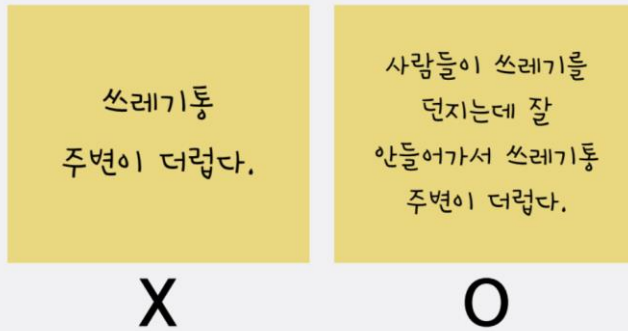 쓰레기통
주변이 더럽다.
X
사람들이 쓰레기를
던지는데 잘
안들어가서 쓰레기통
주변이 더럽다.
O